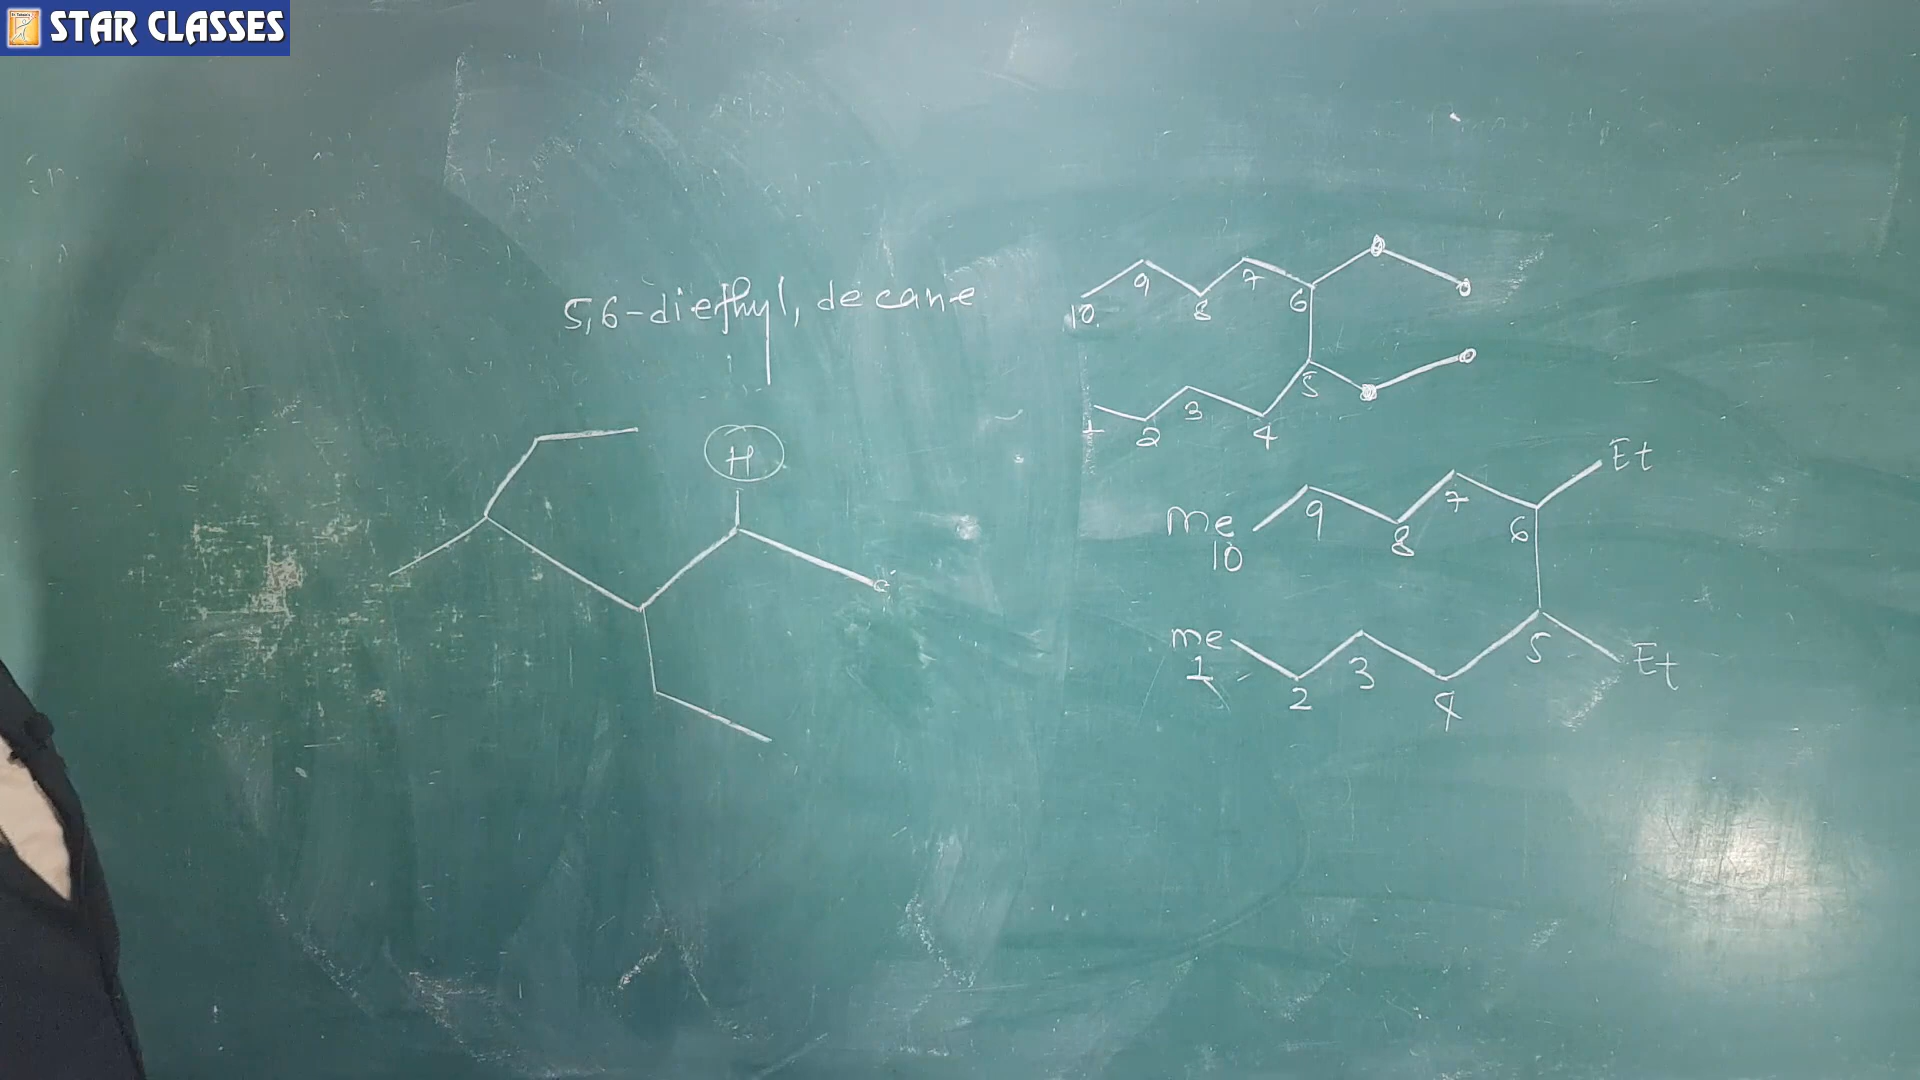 STAR CLASSES
5,6-diethyl, decane
H
10 9 8 7 6
1 2 3 4 5
Et
Me 9 8 7 6
10
me 5 Et
1 2 3 4